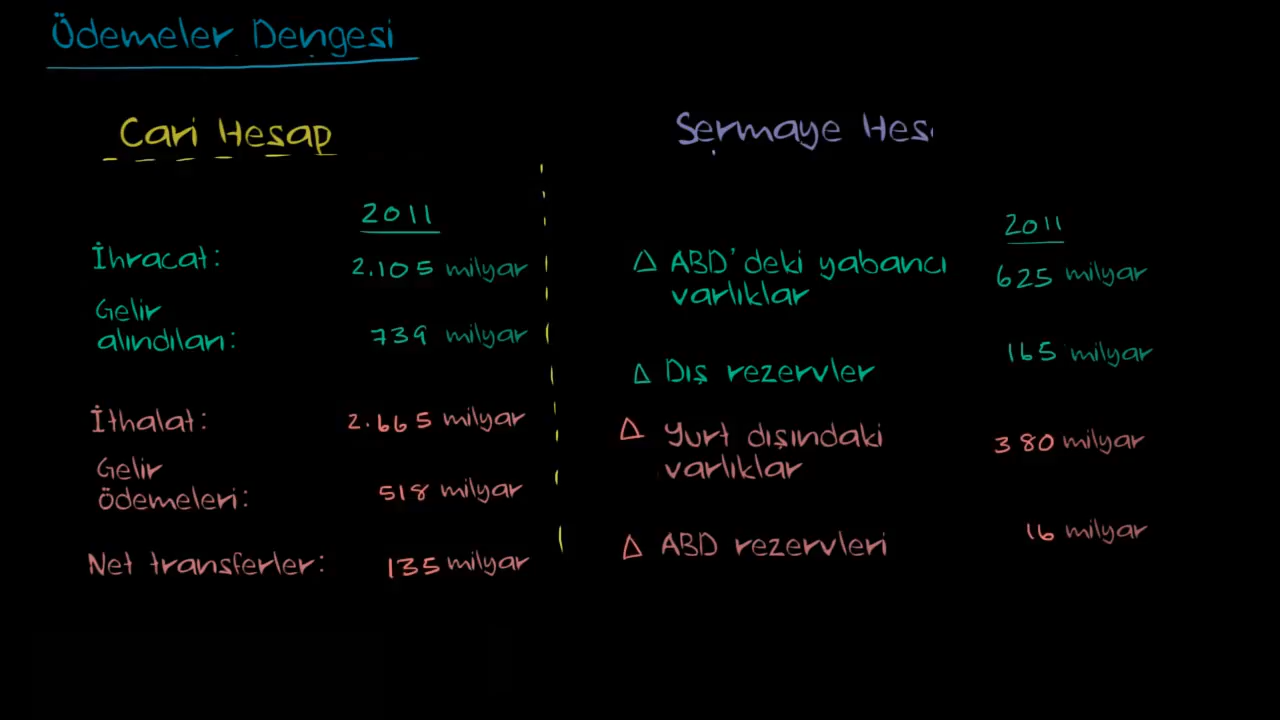 Ödemeler Dengesi
Cari Hesap
2011
İhracat: 2.105 milyar
Gelir
alındıları: 739 milyar
İthalat: 2.665 milyar
Gelir
ödemeleri: 518 milyar
Net transferler: 135 milyar
Sermaye Hes
2011
Δ ABD'deki yabancı 625 milyar
varlıklar
Δ Dış rezervler 165 milyar
Δ Yurt dışındaki 380 milyar
varlıklar
Δ ABD rezervleri 16 milyar